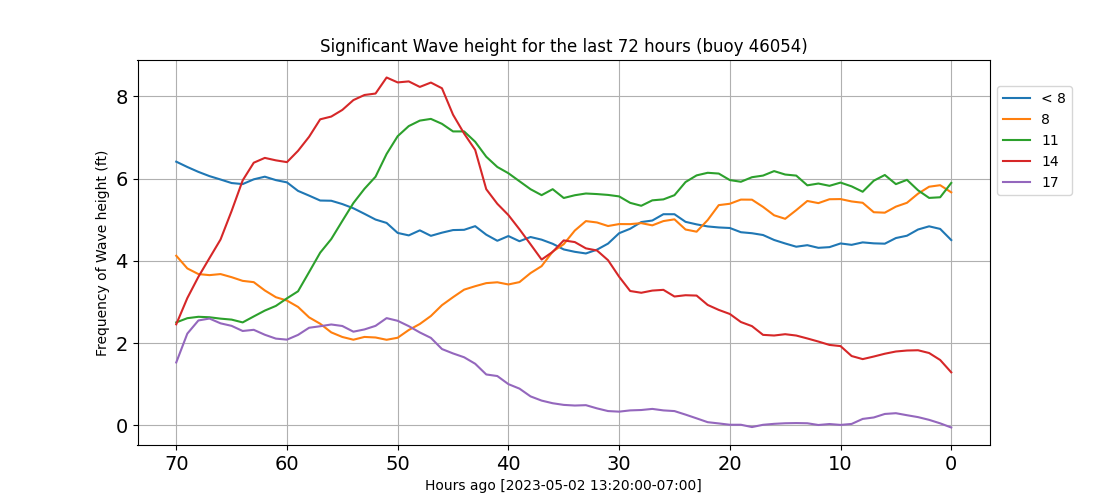 Significant Wave height for the last 72 hours (buoy 46054)
Frequency of Wave height (ft)
8
6
4
2
0
70 60 50 40 30 20 10 0
Hours ago [2023-05-02 13:20:00-07:00]
< 8
8
11
14
17